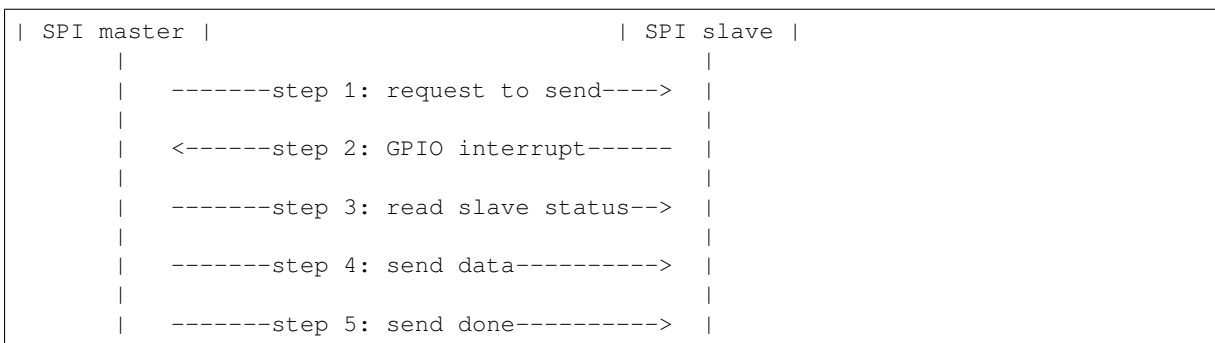 | SPI master |                                | SPI slave |
      |                                              |
      |   -------step 1: request to send---->  |
      |                                              |
      |   <------step 2: GPIO interrupt------  |
      |                                              |
      |   -------step 3: read slave status-->  |
      |                                              |
      |   -------step 4: send data---------->  |
      |                                              |
      |   -------step 5: send done---------->  |